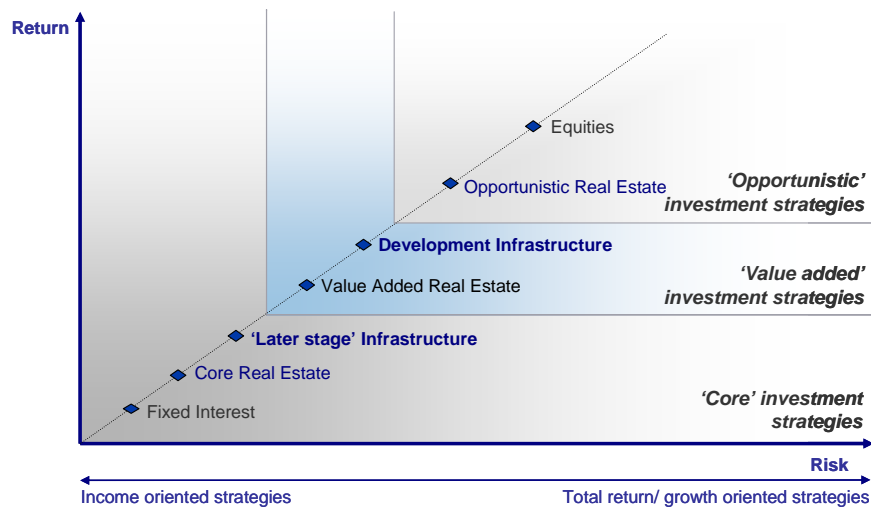 Return
Equities
Opportunistic Real Estate
'Opportunistic'
investment strategies
Development Infrastructure
Value Added Real Estate
'Value added'
investment strategies
'Later stage' Infrastructure
Core Real Estate
Fixed Interest
'Core' investment
strategies
Risk
Income oriented strategies
Total return/ growth oriented strategies